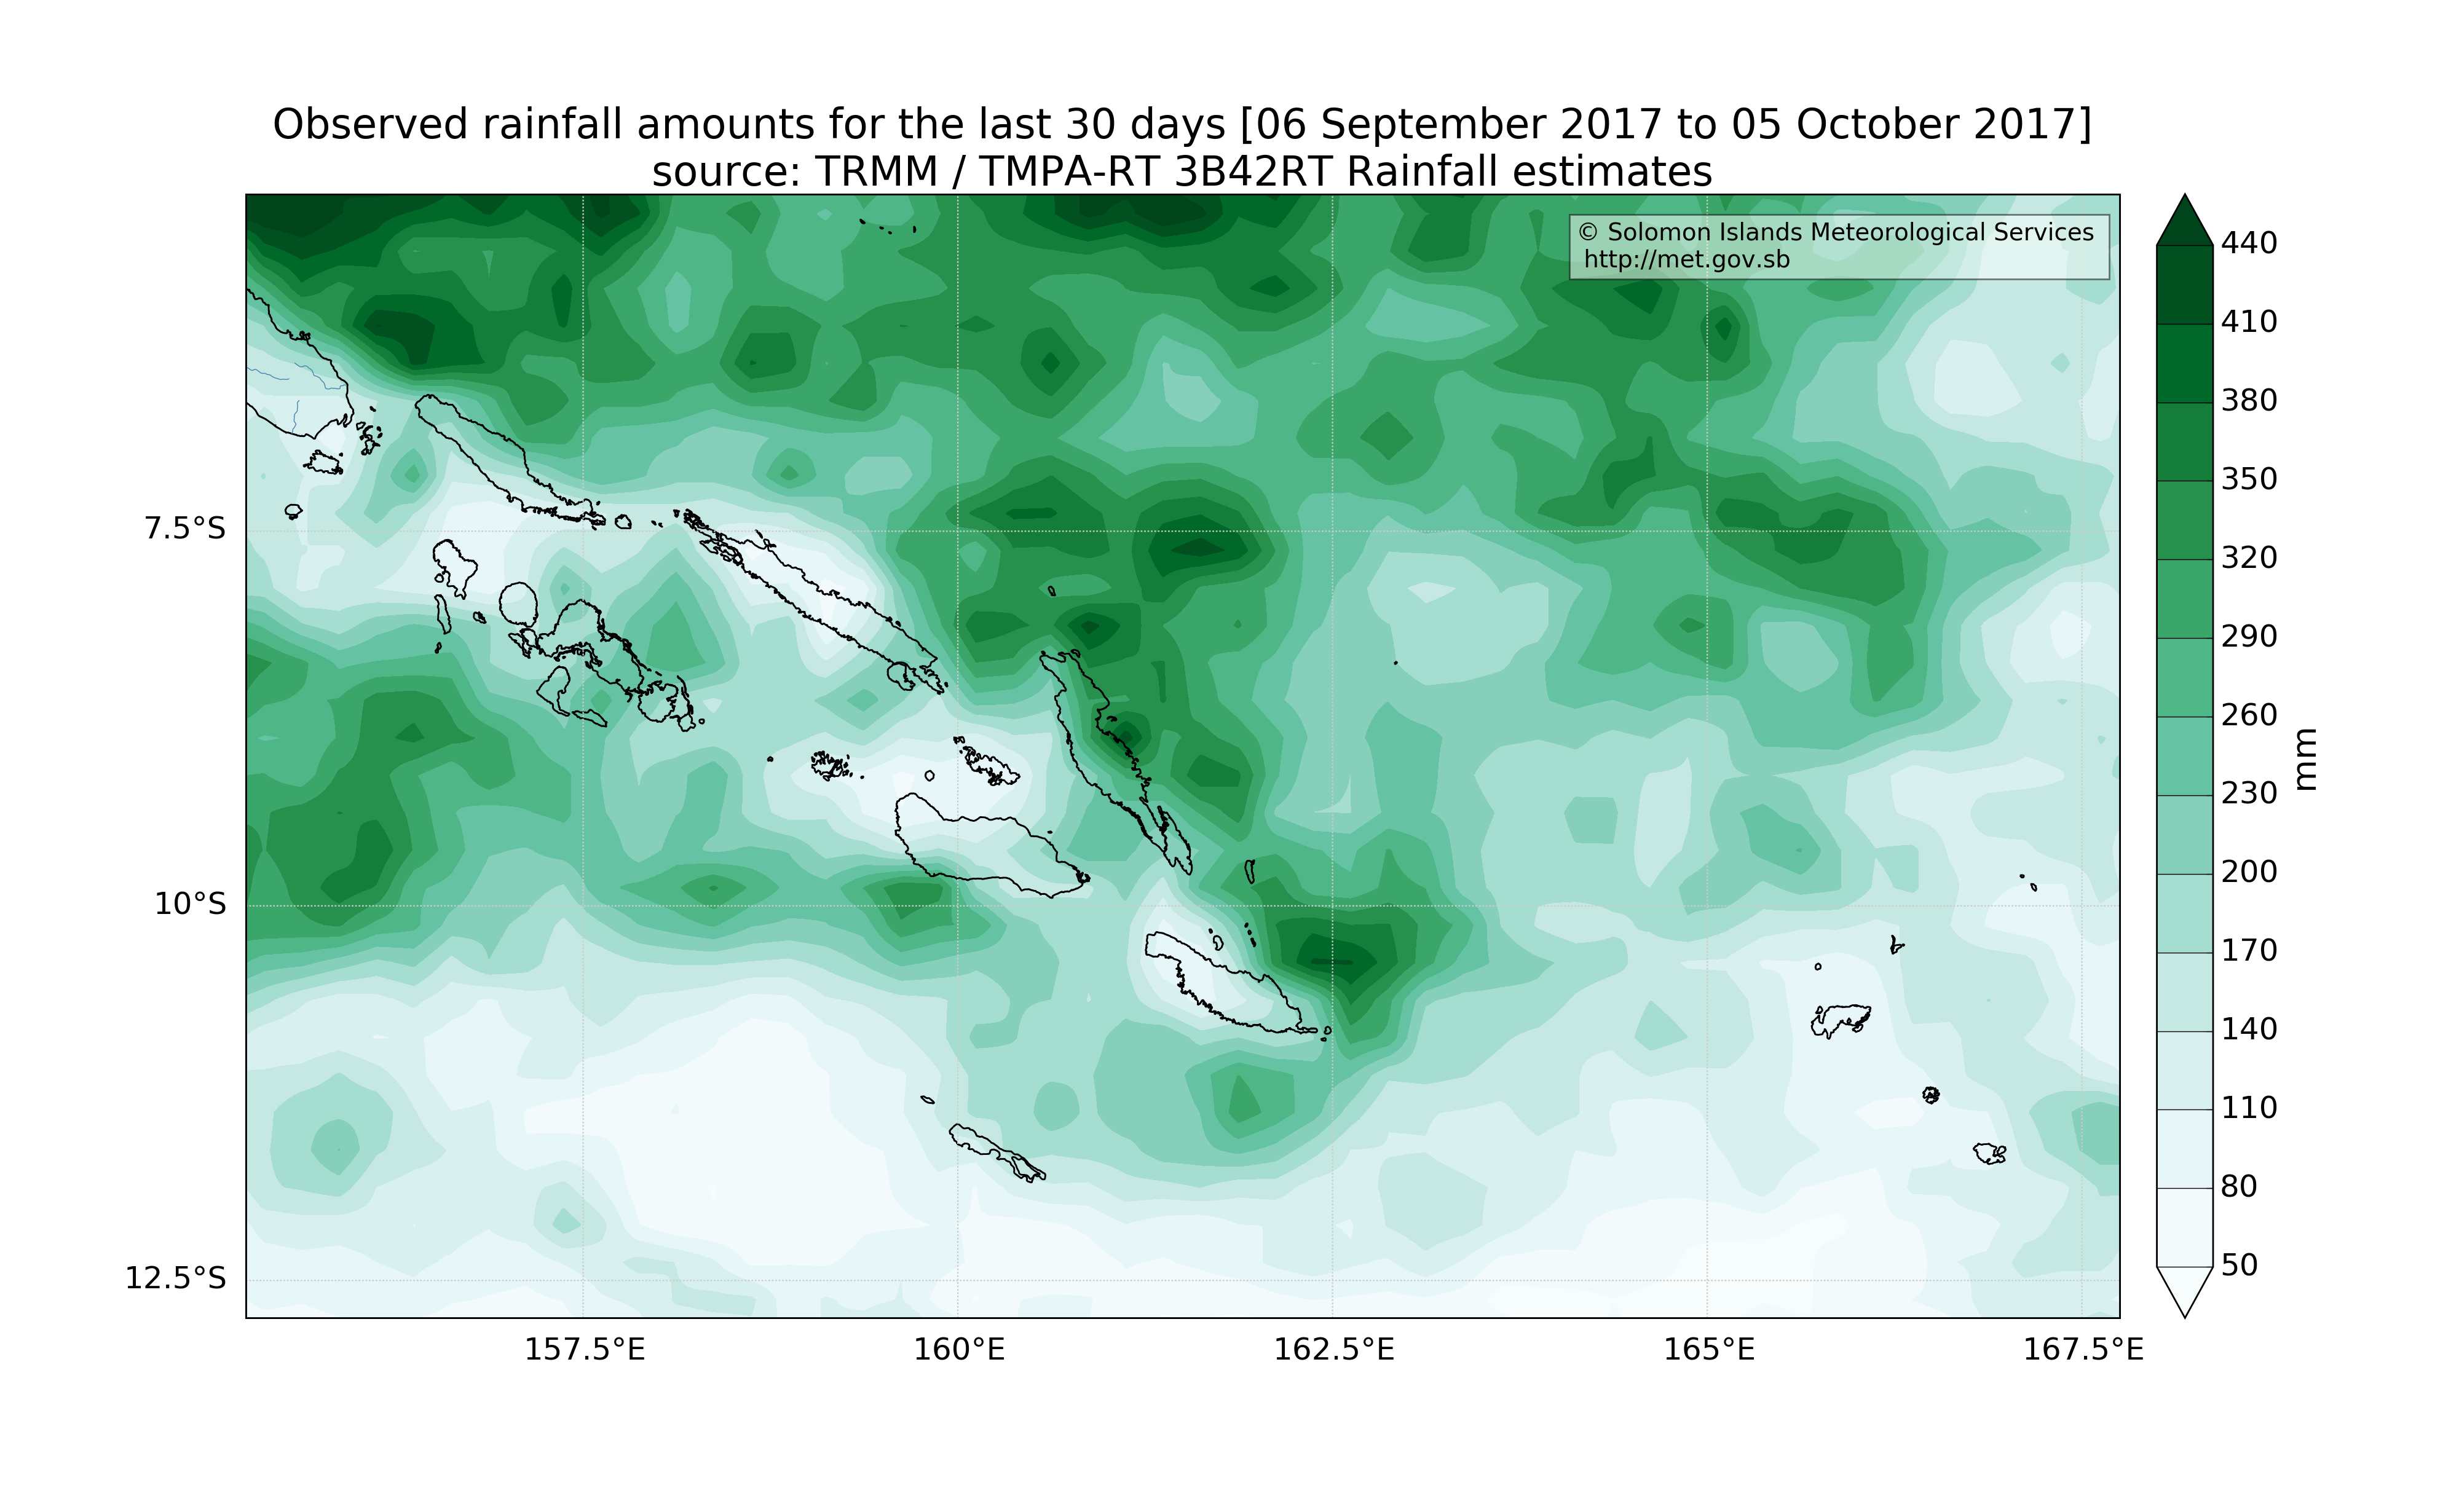 Observed rainfall amounts for the last 30 days [06 September 2017 to 05 October 2017]
source: TRMM / TMPA-RT 3B42RT Rainfall estimates
© Solomon Islands Meteorological Services
http://met.gov.sb
7.5°S
10°S
12.5°S
157.5°E
160°E
162.5°E
165°E
167.5°E
440
410
380
350
320
290
260
230
200
170
140
110
80
50
mm